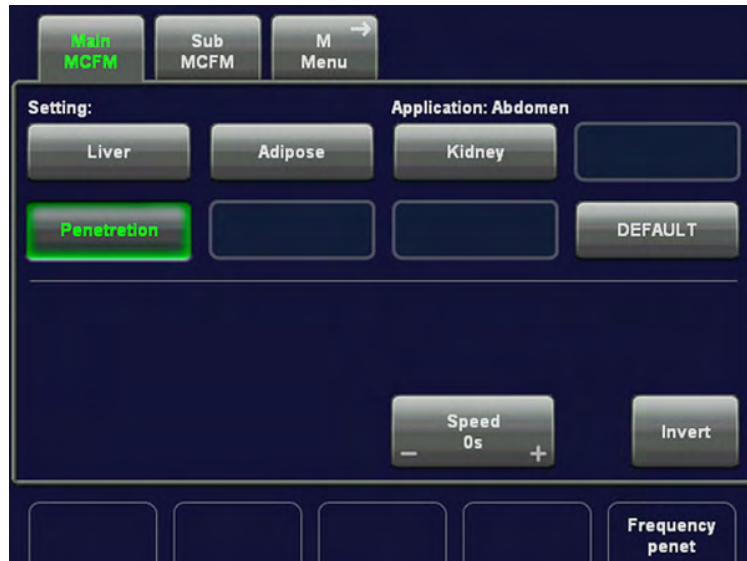 Main
MCFM
Sub
MCFM
M
Menu
Setting:
Application: Abdomen
Liver
Adipose
Kidney
Penetretion
DEFAULT
Speed
0s
Invert
Frequency
penet